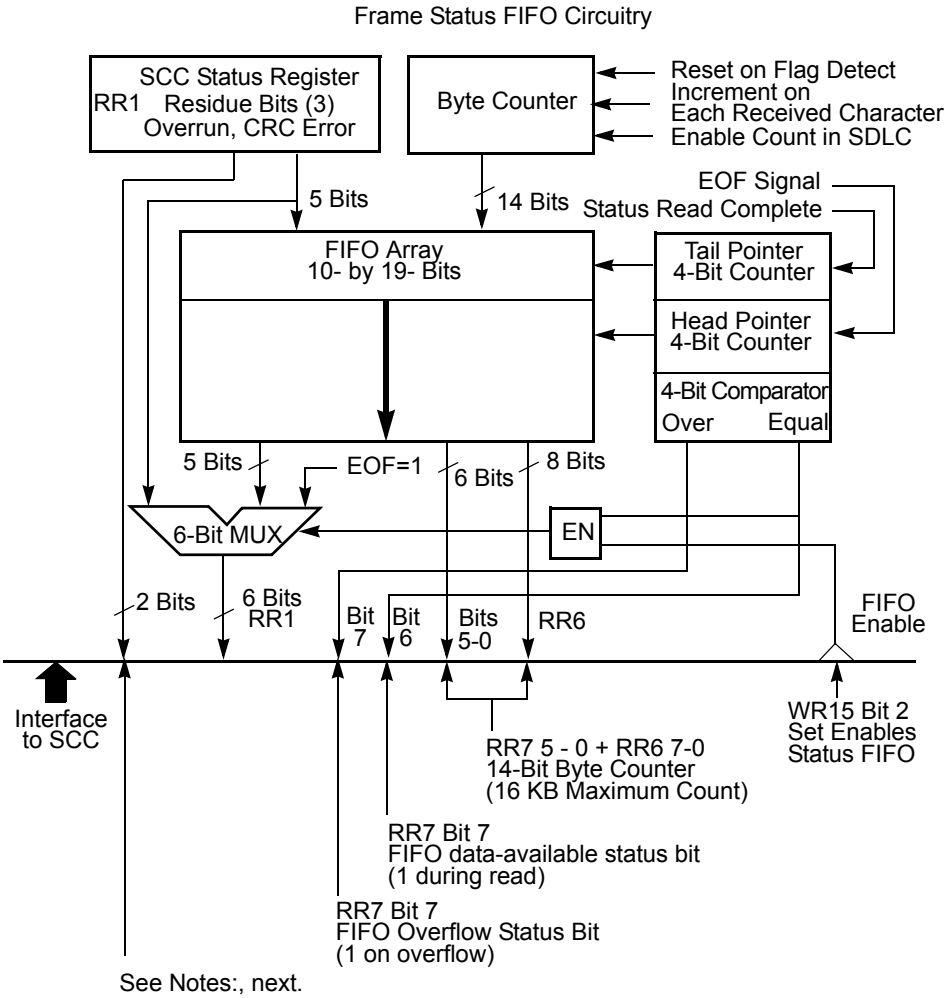 Frame Status FIFO Circuitry
SCC Status Register
RR1 Residue Bits (3)
Overrun, CRC Error
Byte Counter
Reset on Flag Detect
Increment on
Each Received Character
Enable Count in SDLC
5 Bits
14 Bits
EOF Signal
Status Read Complete
FIFO Array
10- by 19- Bits
Tail Pointer
4-Bit Counter
Head Pointer
4-Bit Counter
4-Bit Comparator
Over Equal
5 Bits
EOF=1
6 Bits
8 Bits
6-Bit MUX
EN
2 Bits
6 Bits
RR1
Bit
7
Bit
6
Bits
5-0
RR6
FIFO
Enable
Interface
to SCC
WR15 Bit 2
Set Enables
Status FIFO
RR7 5 - 0 + RR6 7-0
14-Bit Byte Counter
(16 KB Maximum Count)
RR7 Bit 7
FIFO data-available status bit
(1 during read)
RR7 Bit 7
FIFO Overflow Status Bit
(1 on overflow)
See Notes:, next.